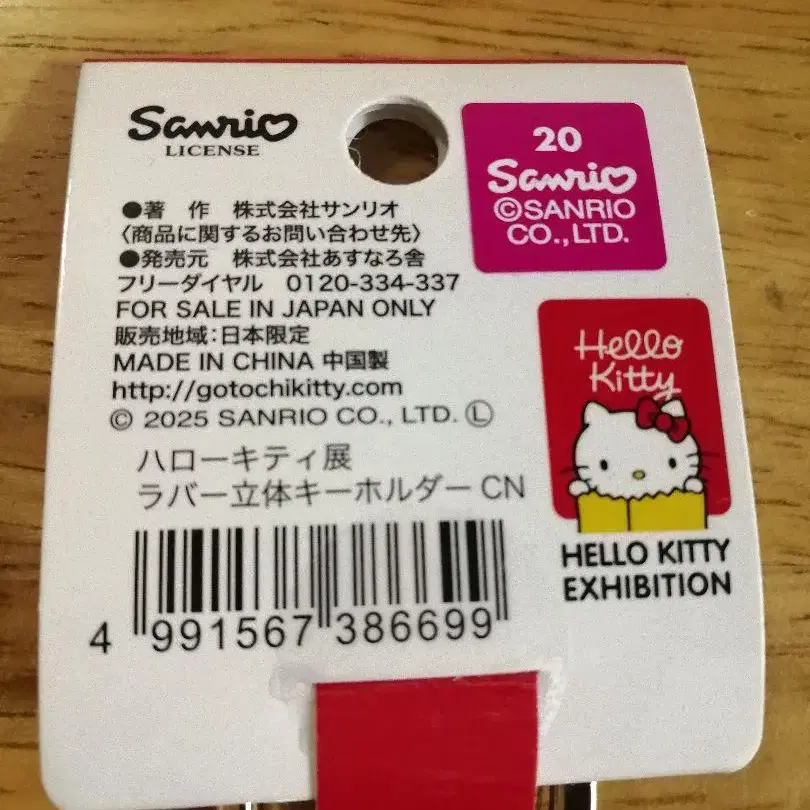 Sanrio
LICENSE
●著　作　株式会社サンリオ
〈商品に関するお問い合わせ先〉
●発売元　株式会社あすなろ舎
フリーダイヤル　0120-334-337
FOR SALE IN JAPAN ONLY
販売地域：日本限定
MADE IN CHINA 中国製
http://gotochikitty.com
© 2025 SANRIO CO., LTD. Ⓛ
ハローキティ展
ラバー立体キーホルダー CN
4 991567 386699
20
Sanrio
©SANRIO
CO.,LTD.
Hello
Kitty
HELLO KITTY
EXHIBITION